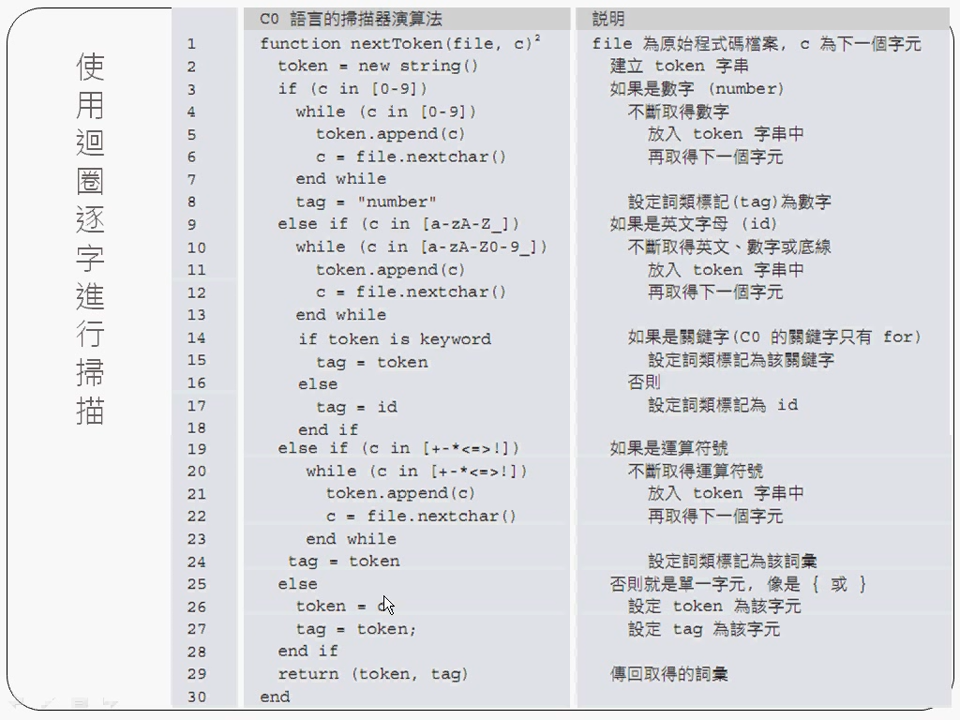 使用迴圈逐字進行掃描
C0 語言的掃描器演算法 說明
1 function nextToken(file, c)² file 為原始程式碼檔案, c 為下一個字元
2 token = new string() 建立 token 字串
3 if (c in [0-9]) 如果是數字 (number)
4 while (c in [0-9]) 不斷取得數字
5 token.append(c) 放入 token 字串中
6 c = file.nextchar() 再取得下一個字元
7 end while
8 tag = "number" 設定詞類標記(tag)為數字
9 else if (c in [a-zA-Z_]) 如果是英文字母 (id)
10 while (c in [a-zA-Z0-9_]) 不斷取得英文、數字或底線
11 token.append(c) 放入 token 字串中
12 c = file.nextchar() 再取得下一個字元
13 end while
14 if token is keyword 如果是關鍵字(C0 的關鍵字只有 for)
15 tag = token 設定詞類標記為該關鍵字
16 else 否則
17 tag = id 設定詞類標記為 id
18 end if
19 else if (c in [+-*<=>!]) 如果是運算符號
20 while (c in [+-*<=>!]) 不斷取得運算符號
21 token.append(c) 放入 token 字串中
22 c = file.nextchar() 再取得下一個字元
23 end while
24 tag = token 設定詞類標記為該詞彙
25 else 否則就是單一字元, 像是 { 或 }
26 token = c 設定 token 為該字元
27 tag = token; 設定 tag 為該字元
28 end if
29 return (token, tag) 傳回取得的詞彙
30 end